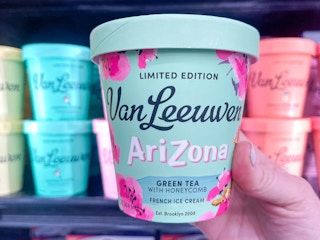 LIMITED EDITION
Van Leeuwen
AriZona
GREEN TEA
WITH HONEYCOMB
FRENCH ICE CREAM
Est. Brooklyn 2008